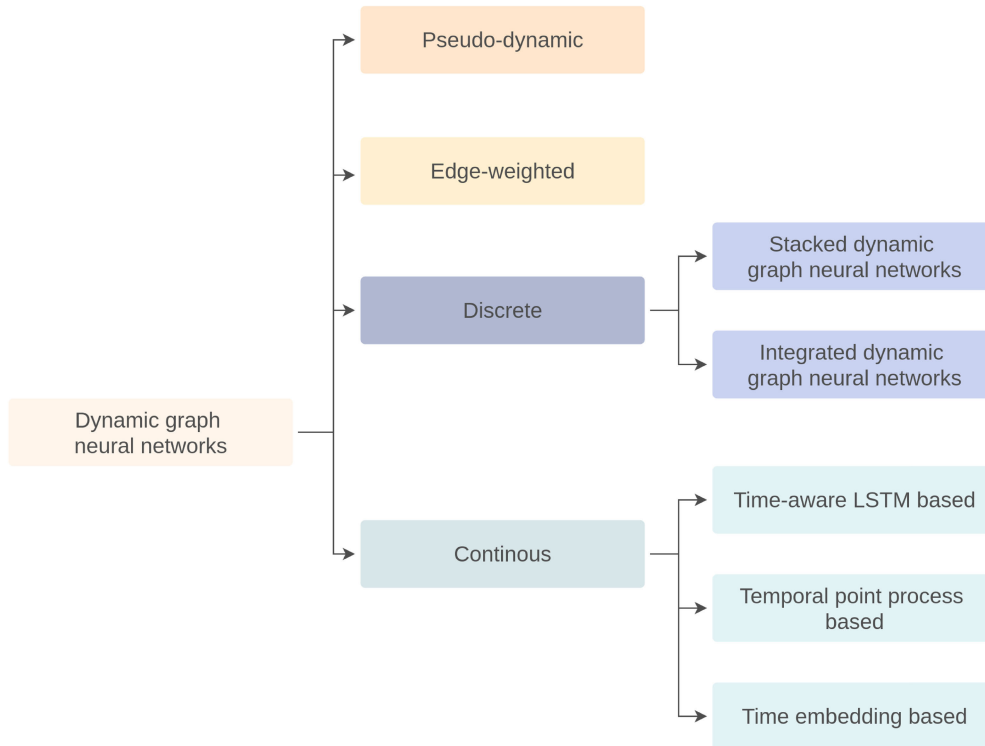 Pseudo-dynamic
Edge-weighted
Stacked dynamic
graph neural networks
Discrete
Integrated dynamic
graph neural networks
Dynamic graph
neural networks
Time-aware LSTM based
Continous
Temporal point process
based
Time embedding based